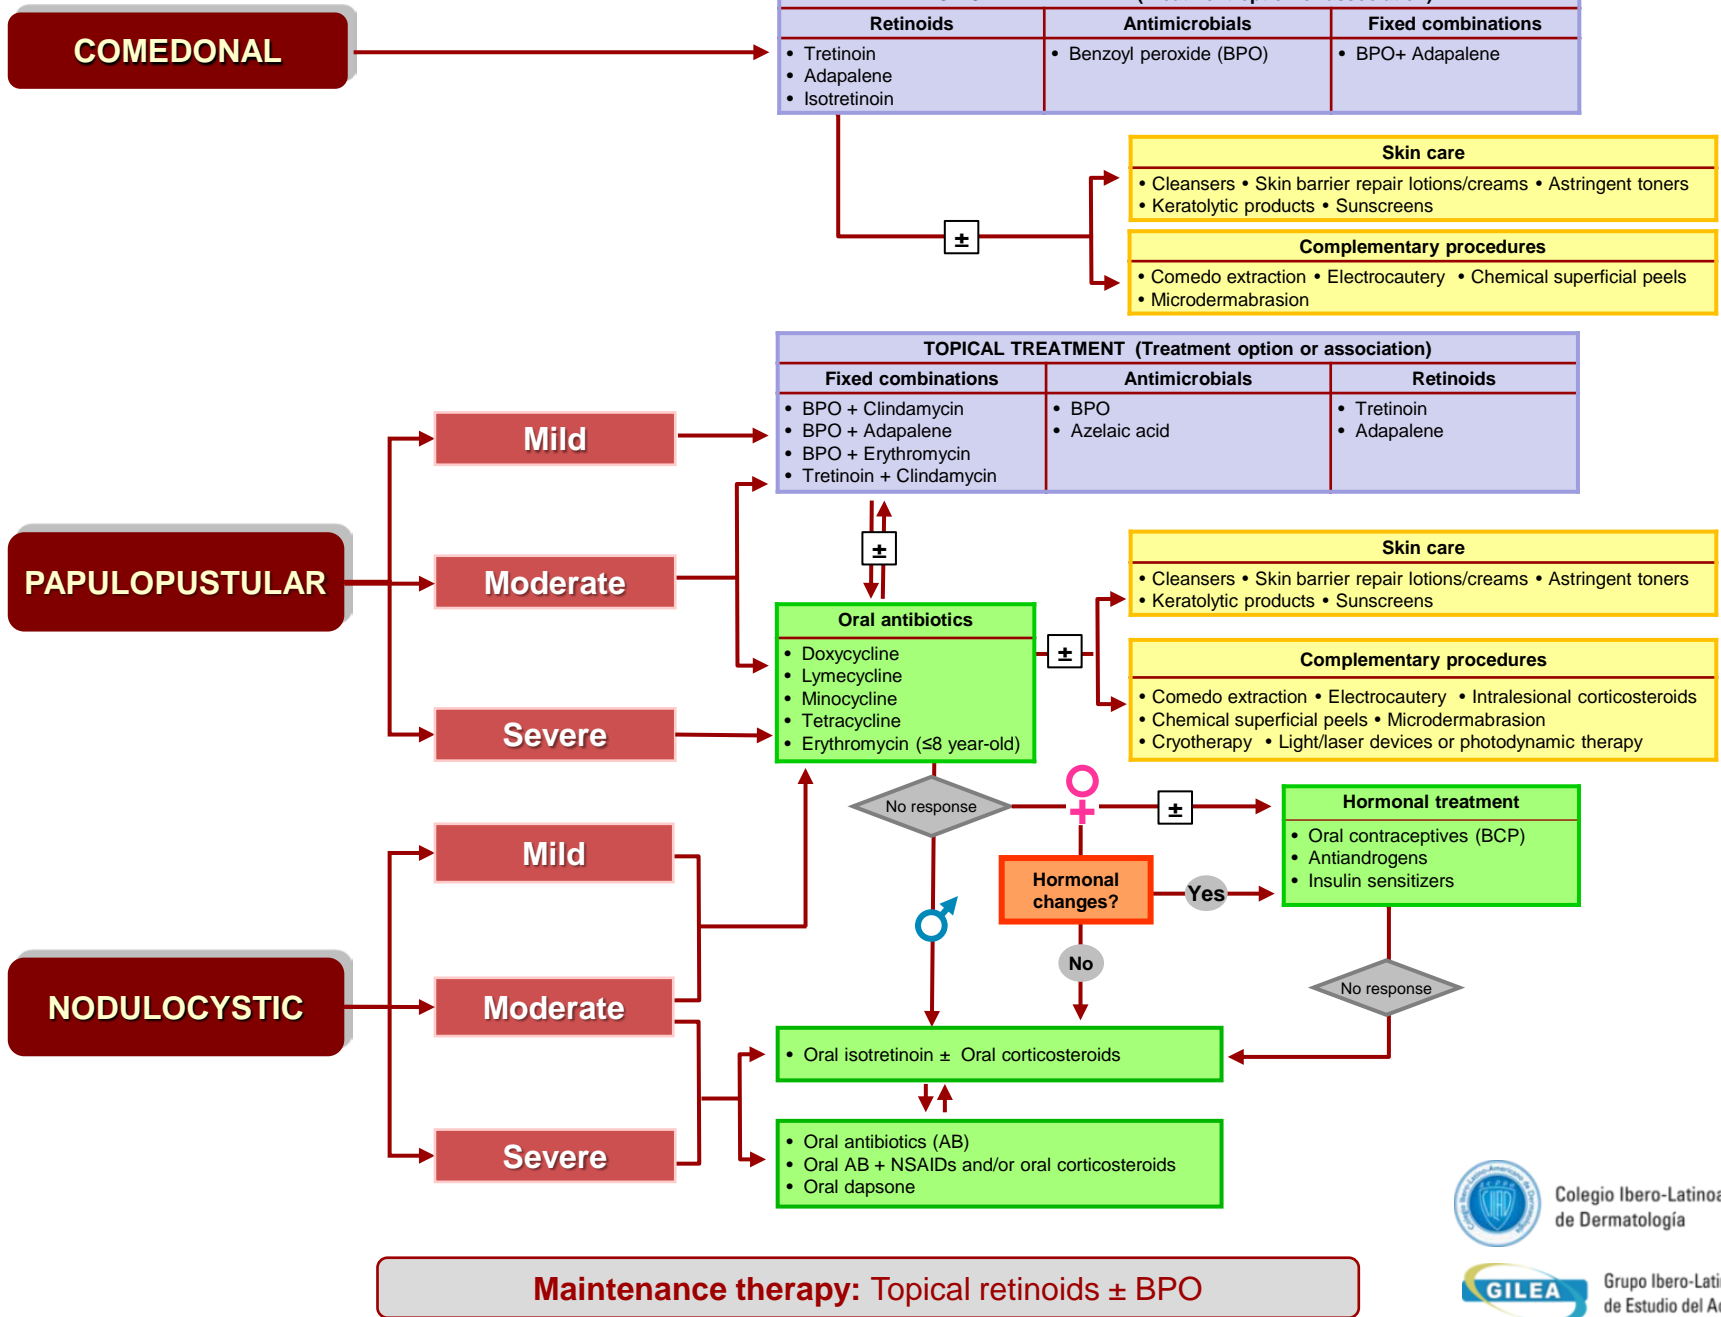 COMEDONAL
Retinoids
Antimicrobials
Fixed combinations
• Tretinoin
• Adapalene
• Isotretinoin
• Benzoyl peroxide (BPO)
• BPO+ Adapalene
±
Skin care
• Cleansers • Skin barrier repair lotions/creams • Astringent toners
• Keratolytic products • Sunscreens
Complementary procedures
• Comedo extraction • Electrocautery • Chemical superficial peels
• Microdermabrasion
TOPICAL TREATMENT (Treatment option or association)
Fixed combinations
Antimicrobials
Retinoids
• BPO + Clindamycin
• BPO + Adapalene
• BPO + Erythromycin
• Tretinoin + Clindamycin
• BPO
• Azelaic acid
• Tretinoin
• Adapalene
PAPULOPUSTULAR
Mild
Moderate
Severe
±
Oral antibiotics
• Doxycycline
• Lymecycline
• Minocycline
• Tetracycline
• Erythromycin (≤8 year-old)
±
Skin care
• Cleansers • Skin barrier repair lotions/creams • Astringent toners
• Keratolytic products • Sunscreens
Complementary procedures
• Comedo extraction • Electrocautery • Intralesional corticosteroids
• Chemical superficial peels • Microdermabrasion
• Cryotherapy • Light/laser devices or photodynamic therapy
No response
±
Hormonal treatment
• Oral contraceptives (BCP)
• Antiandrogens
• Insulin sensitizers
Hormonal
changes?
Yes
No
No response
NODULOCYSTIC
Mild
Moderate
Severe
• Oral isotretinoin ± Oral corticosteroids
• Oral antibiotics (AB)
• Oral AB + NSAIDs and/or oral corticosteroids
• Oral dapsone
Maintenance therapy: Topical retinoids ± BPO
Colegio Ibero-Latinoa
de Dermatología
GILEA
Grupo Ibero-Lati
de Estudio del Ac